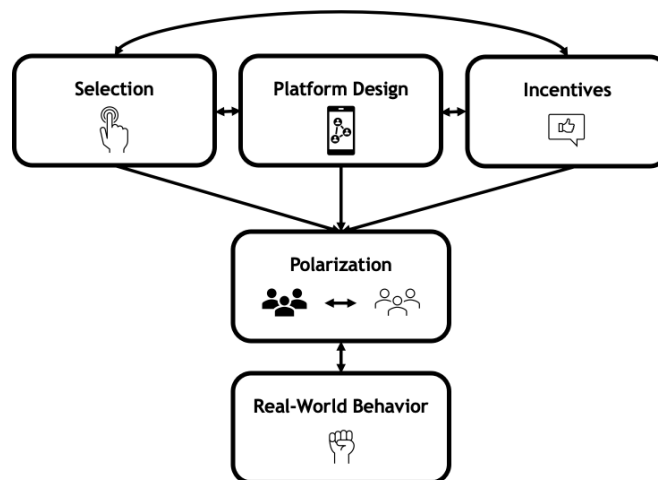 Selection
Platform Design
Incentives
Polarization
Real-World Behavior